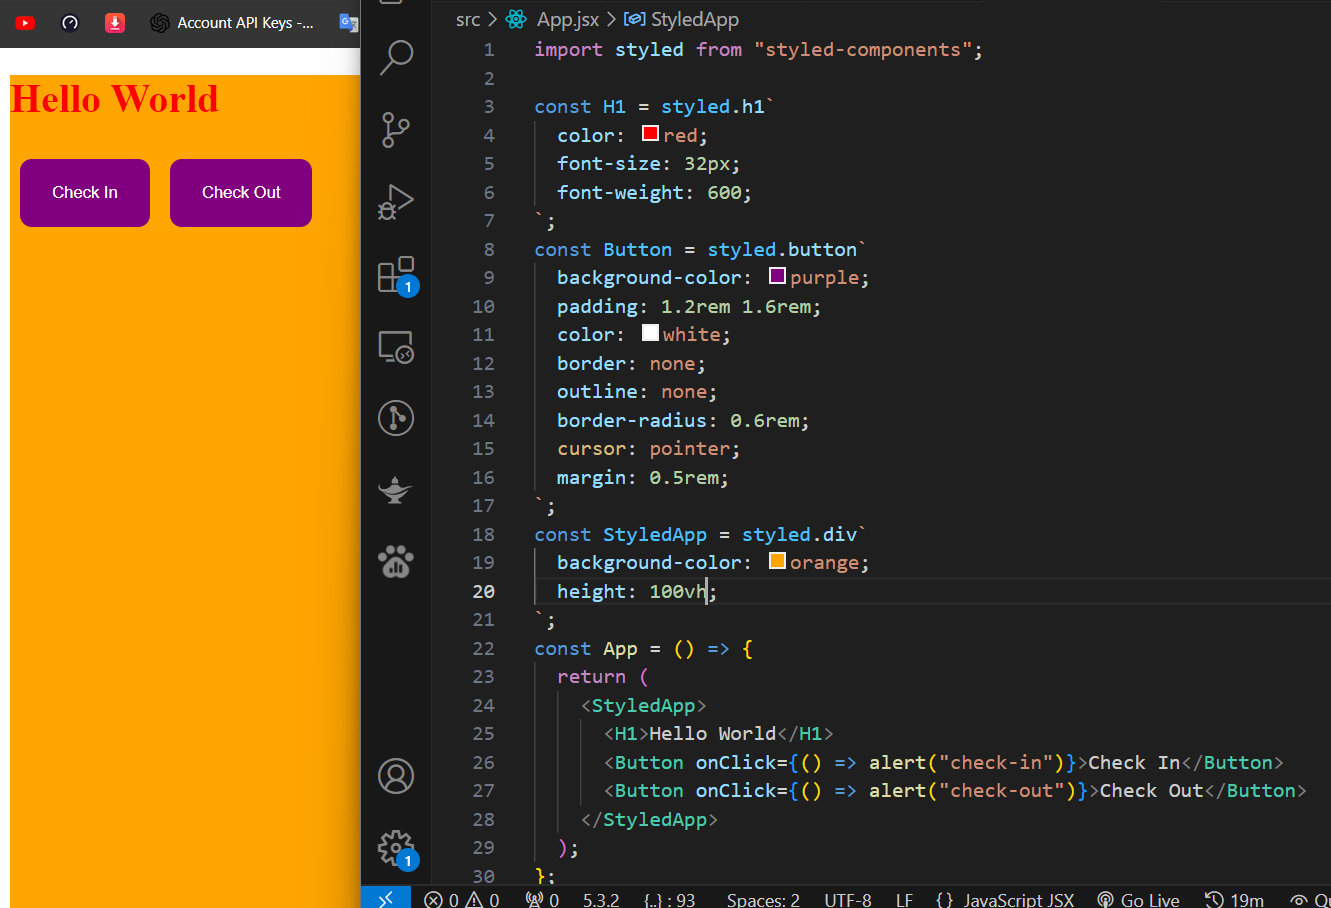 Account API Keys -...
Hello World
Check In
Check Out
src > App.jsx > StyledApp
1 import styled from "styled-components";
2
3 const H1 = styled.h1`
4 color: red;
5 font-size: 32px;
6 font-weight: 600;
7 `;
8 const Button = styled.button`
9 background-color: purple;
10 padding: 1.2rem 1.6rem;
11 color: white;
12 border: none;
13 outline: none;
14 border-radius: 0.6rem;
15 cursor: pointer;
16 margin: 0.5rem;
17 `;
18 const StyledApp = styled.div`
19 background-color: orange;
20 height: 100vh;
21 `;
22 const App = () => {
23 return (
24 <StyledApp>
25 <H1>Hello World</H1>
26 <Button onClick={() => alert("check-in")}>Check In</Button>
27 <Button onClick={() => alert("check-out")}>Check Out</Button>
28 </StyledApp>
29 );
30 };
1
1
0 0 0 5.3.2 {..} : 93 Spaces: 2 UTF-8 LF {} JavaScript JSX Go Live 19m